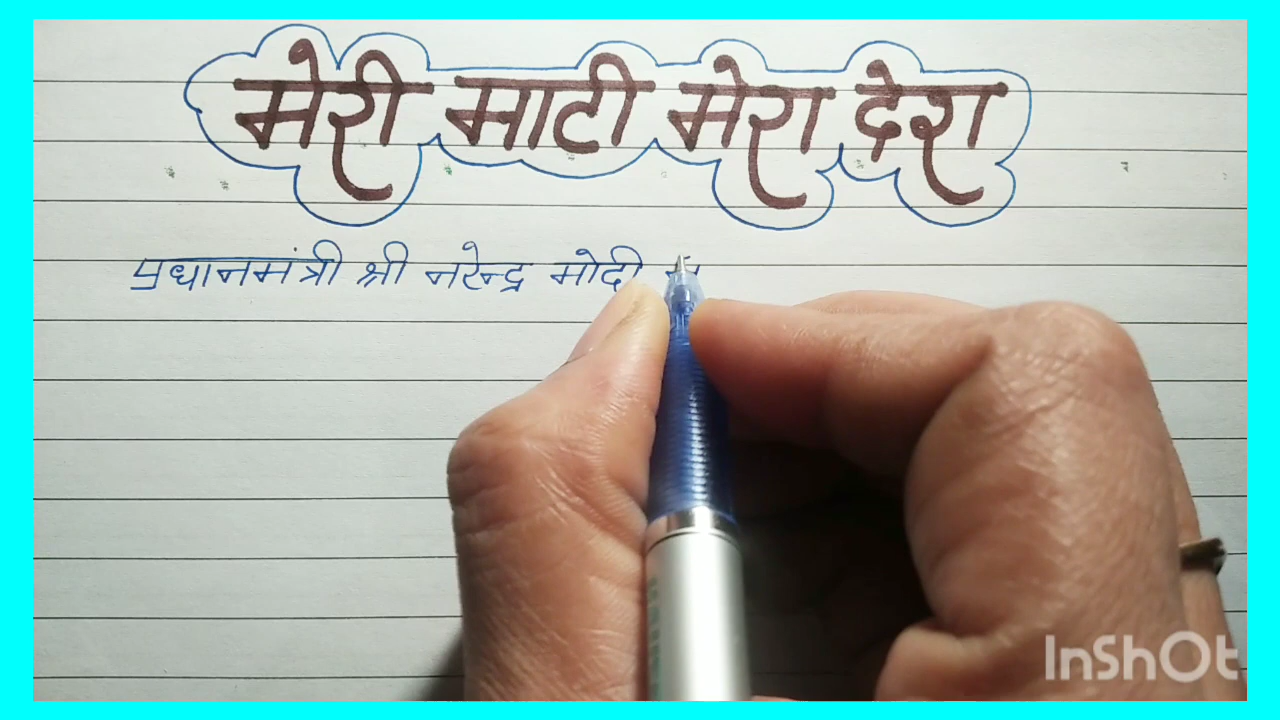 मेरी माटी मेरा देश
प्रधानमंत्री श्री नरेन्द्र मोदी
InShOt